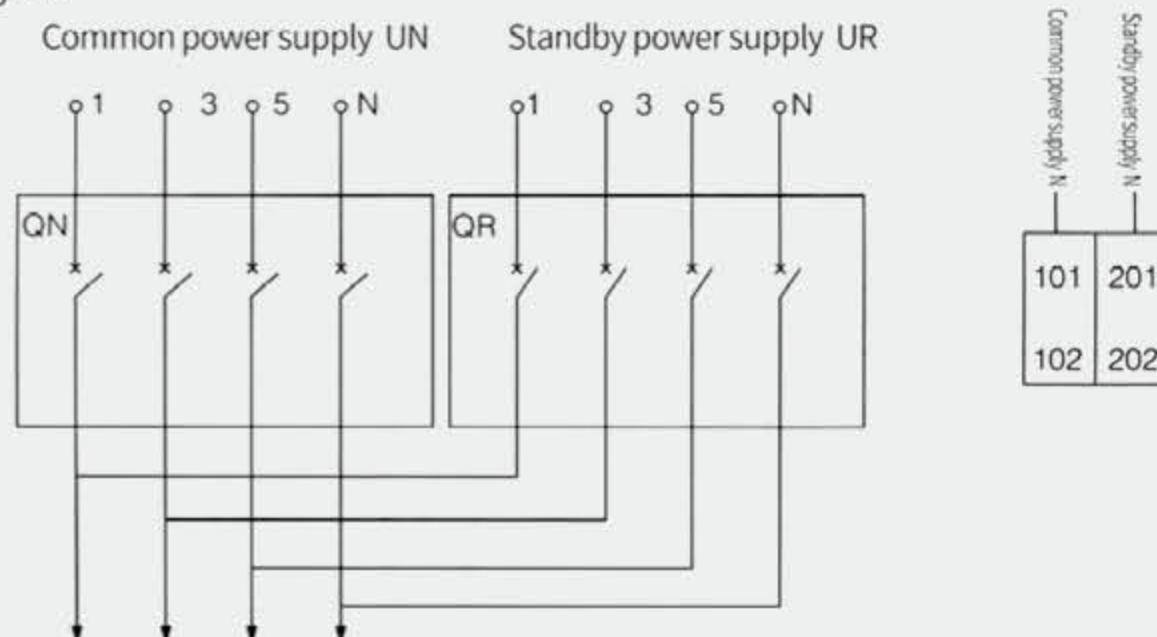 Common power supply UN
Standby power supply UR
1 3 5 N
1 3 5 N
QN
QR
Common power supply N
Standby power supply N
101 201
102 202